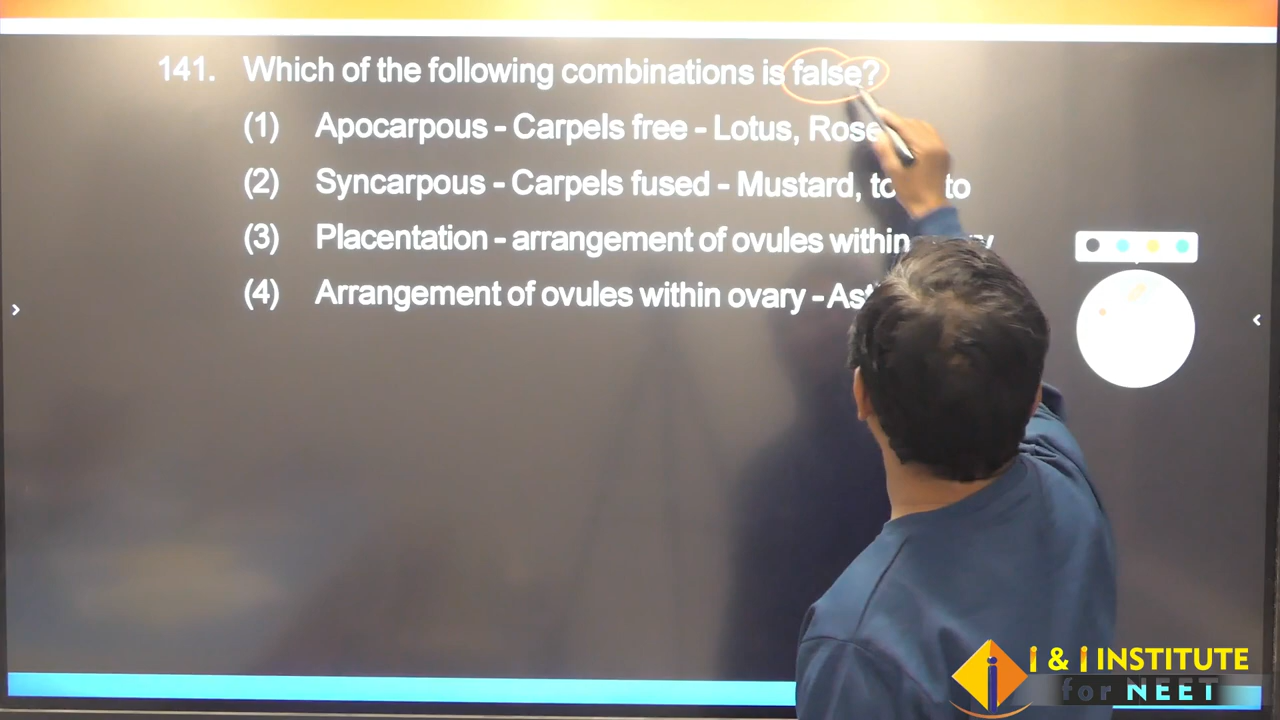 141. Which of the following combinations is false?
(1) Apocarpous - Carpels free - Lotus, Rose
(2) Syncarpous - Carpels fused - Mustard,
(3) Placentation - arrangement of ovules within
(4) Arrangement of ovules within ovary -
i & i INSTITUTE
for NEET